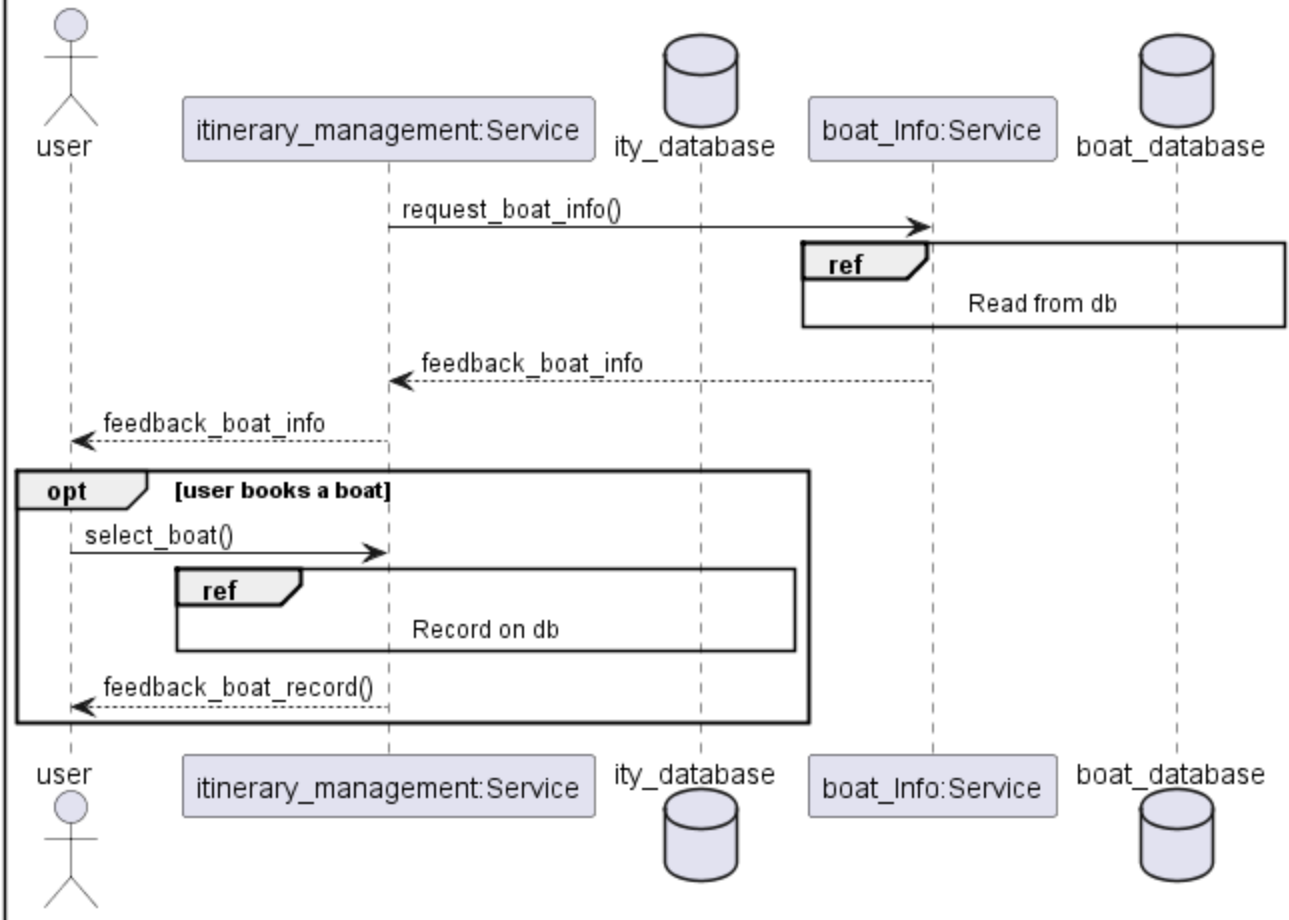 user
itinerary_management:Service
ity_database
boat_Info:Service
boat_database
request_boat_info()
ref
Read from db
feedback_boat_info
feedback_boat_info
opt [user books a boat]
select_boat()
ref
Record on db
feedback_boat_record()
user
itinerary_management:Service
ity_database
boat_Info:Service
boat_database